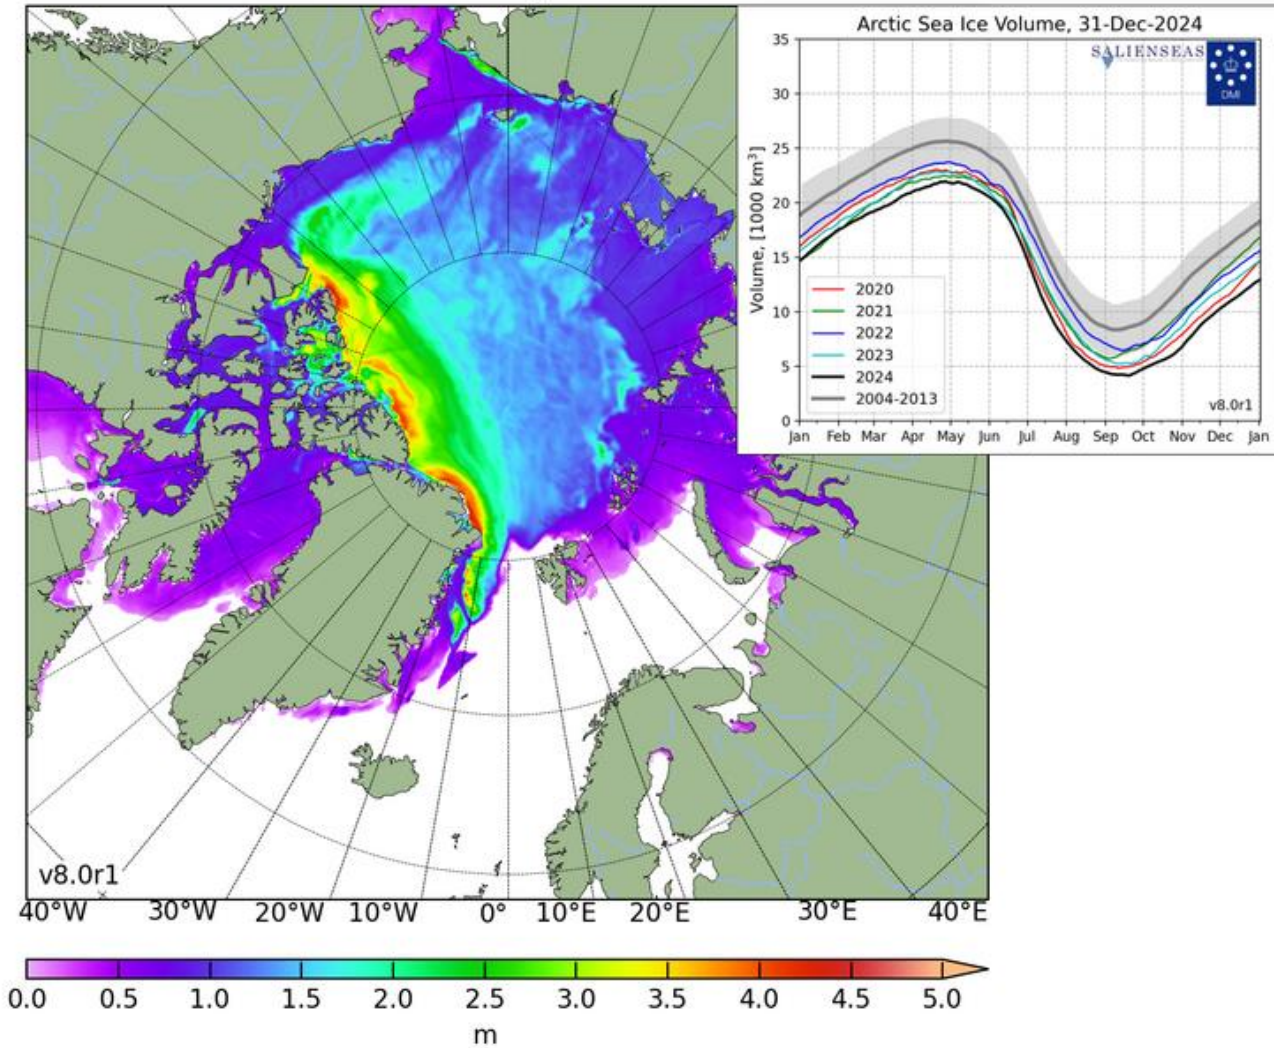 Arctic Sea Ice Volume, 31-Dec-2024
SALIENSEAS
DMI
Volume, [1000 km³]
35
30
25
20
15
10
5
0
2020
2021
2022
2023
2024
2004-2013
v8.0r1
Jan Feb Mar Apr May Jun Jul Aug Sep Oct Nov Dec Jan
v8.0r1
40°W 30°W 20°W 10°W 0° 10°E 20°E 30°E 40°E
0.0 0.5 1.0 1.5 2.0 2.5 3.0 3.5 4.0 4.5 5.0
m